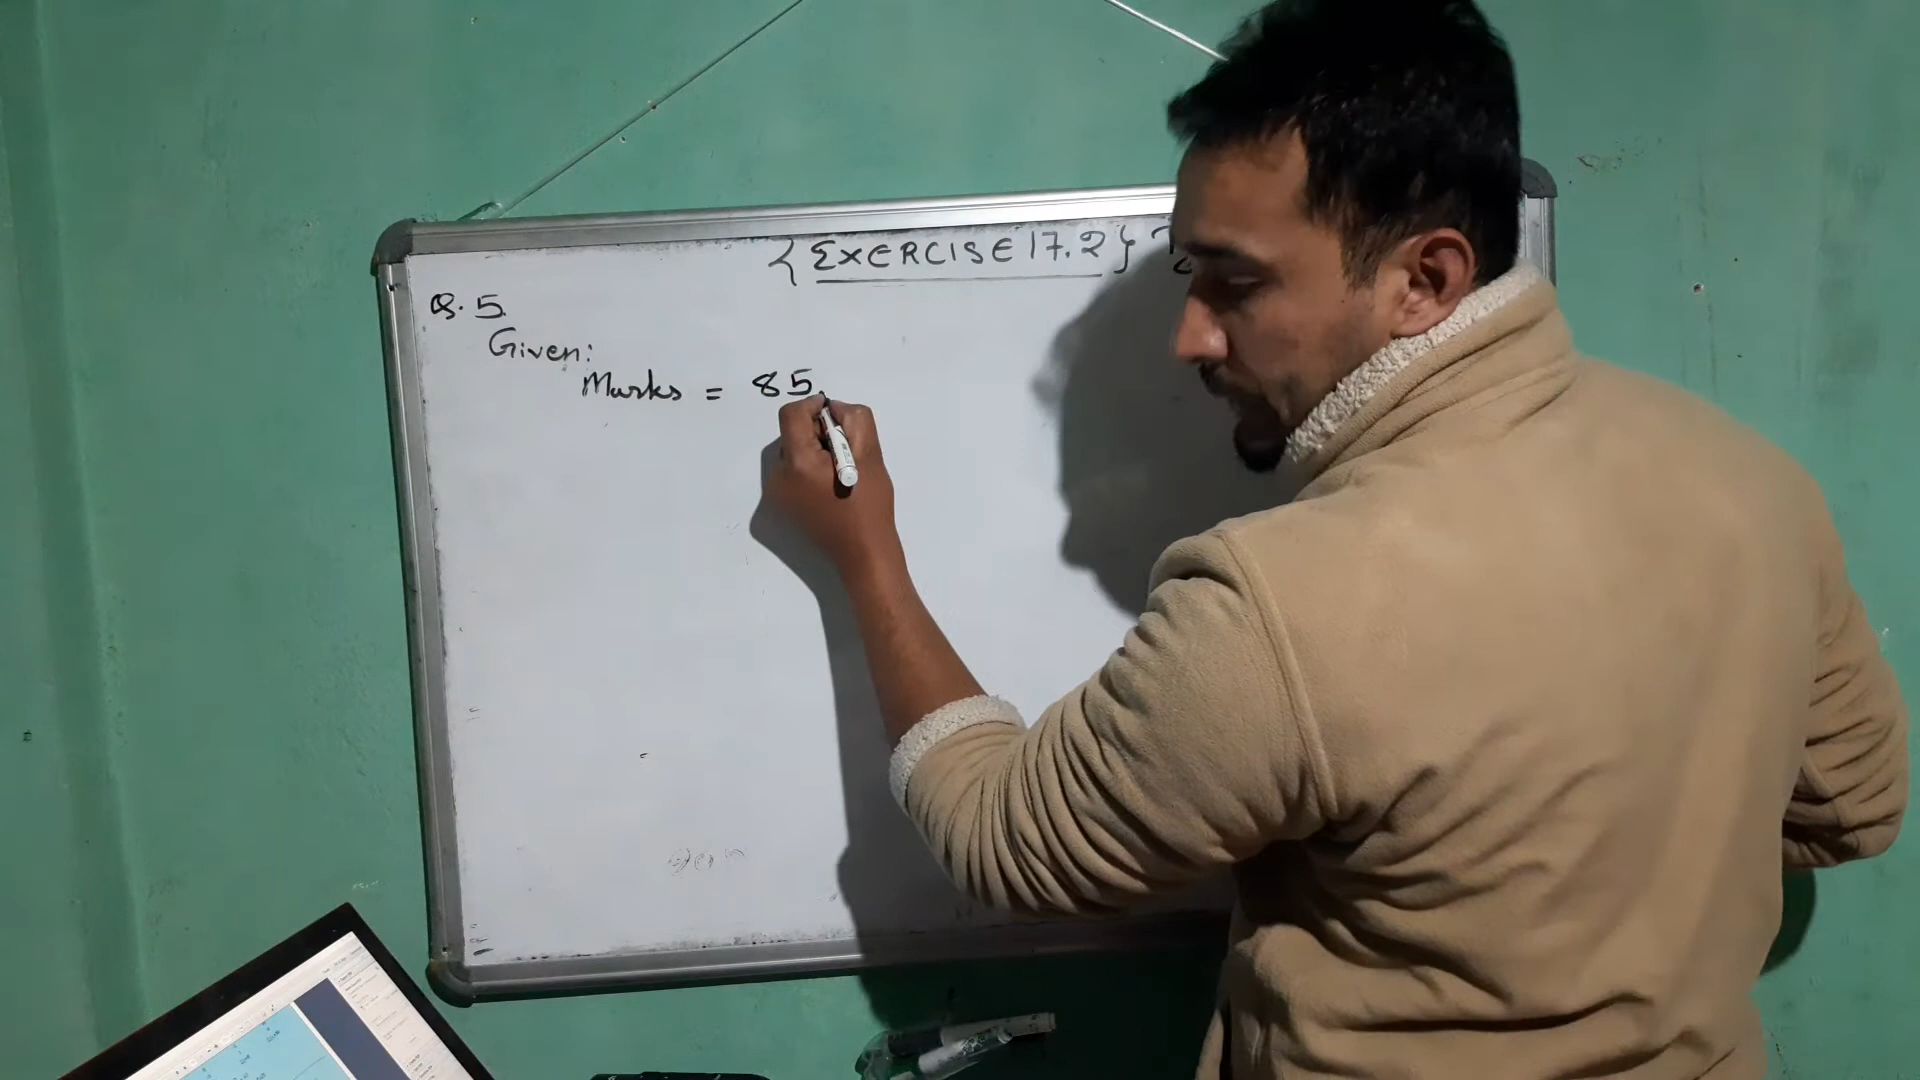 {EXERCISE 17.2}
Q. 5.
Given:
Marks = 85,